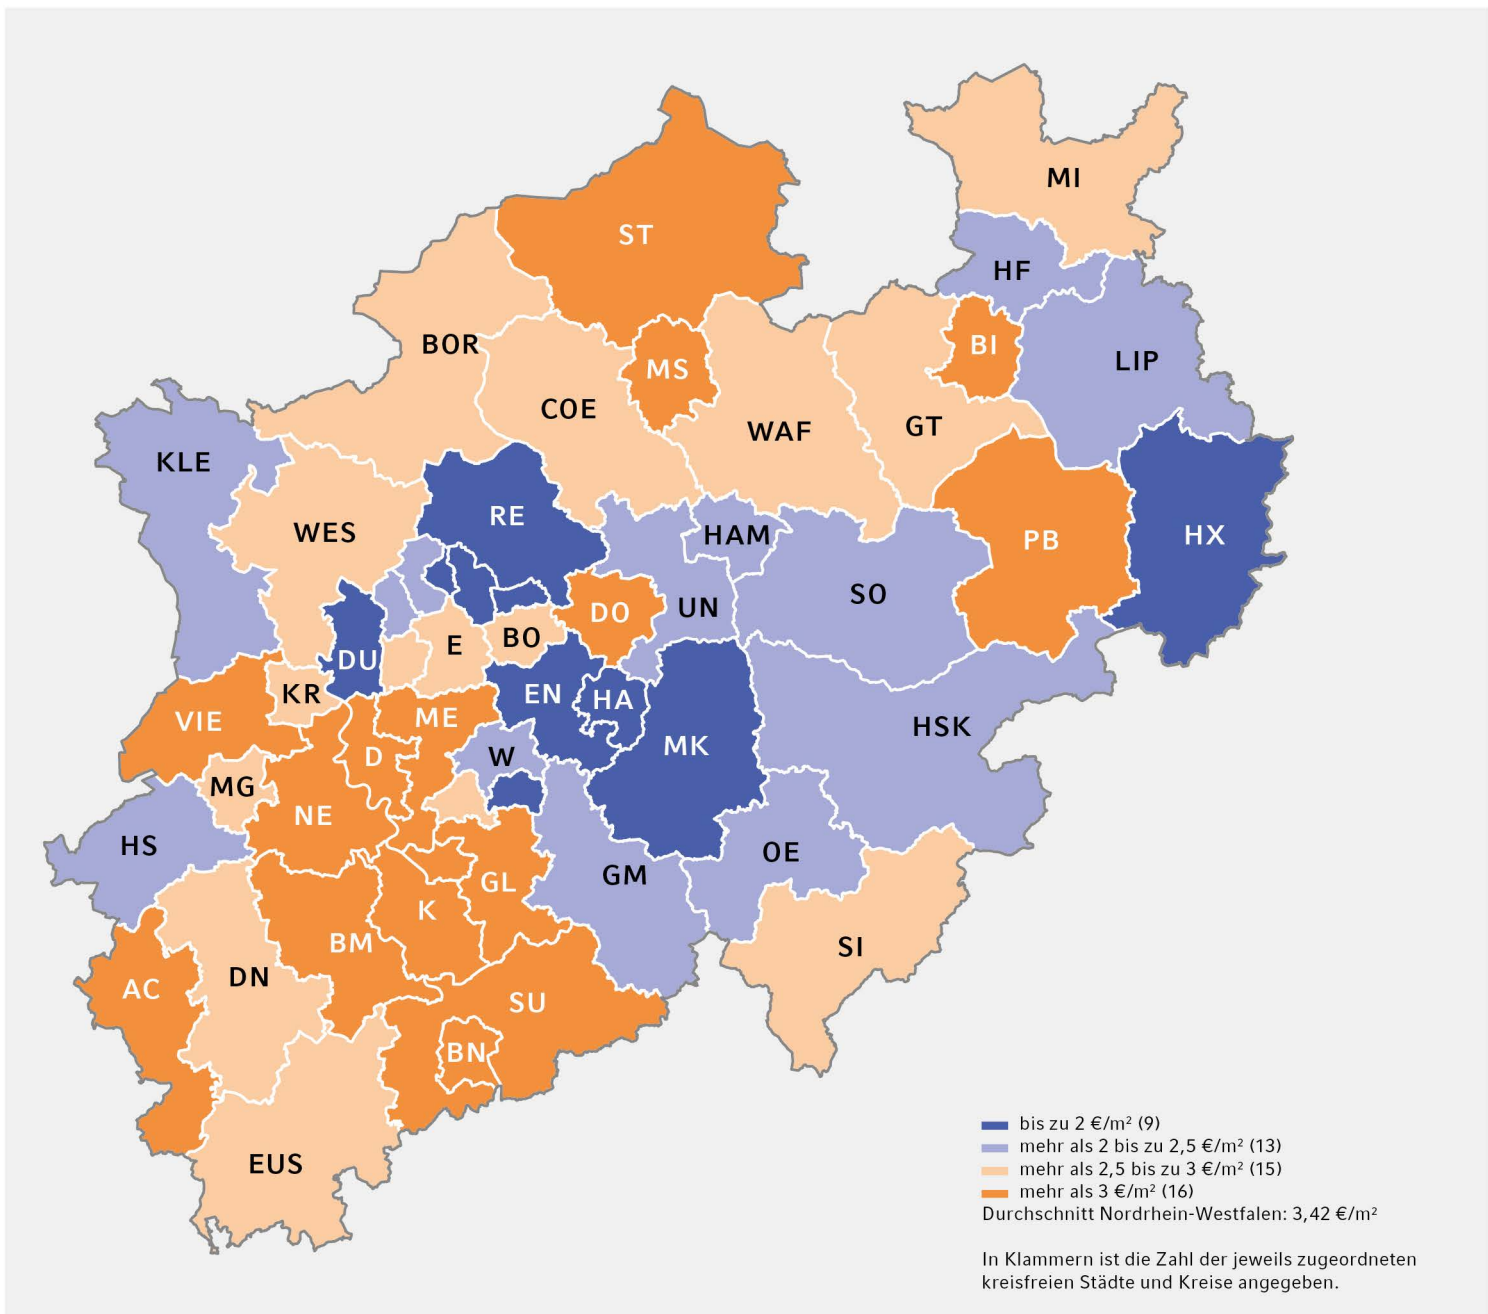 MI
ST
HF
BOR
MS
BI
LIP
COE
WAF
GT
KLE
RE
WES
HAM
PB
HX
SO
DO
UN
BO
E
DU
KR
EN
HA
VIE
ME
HSK
D
W
MK
MG
NE
HS
OE
GL
GM
K
BM
SI
AC
DN
SU
BN
EUS
bis zu 2 €/m² (9)
mehr als 2 bis zu 2,5 €/m² (13)
mehr als 2,5 bis zu 3 €/m² (15)
mehr als 3 €/m² (16)
Durchschnitt Nordrhein-Westfalen: 3,42 €/m²
In Klammern ist die Zahl der jeweils zugeordneten
kreisfreien Städte und Kreise angegeben.